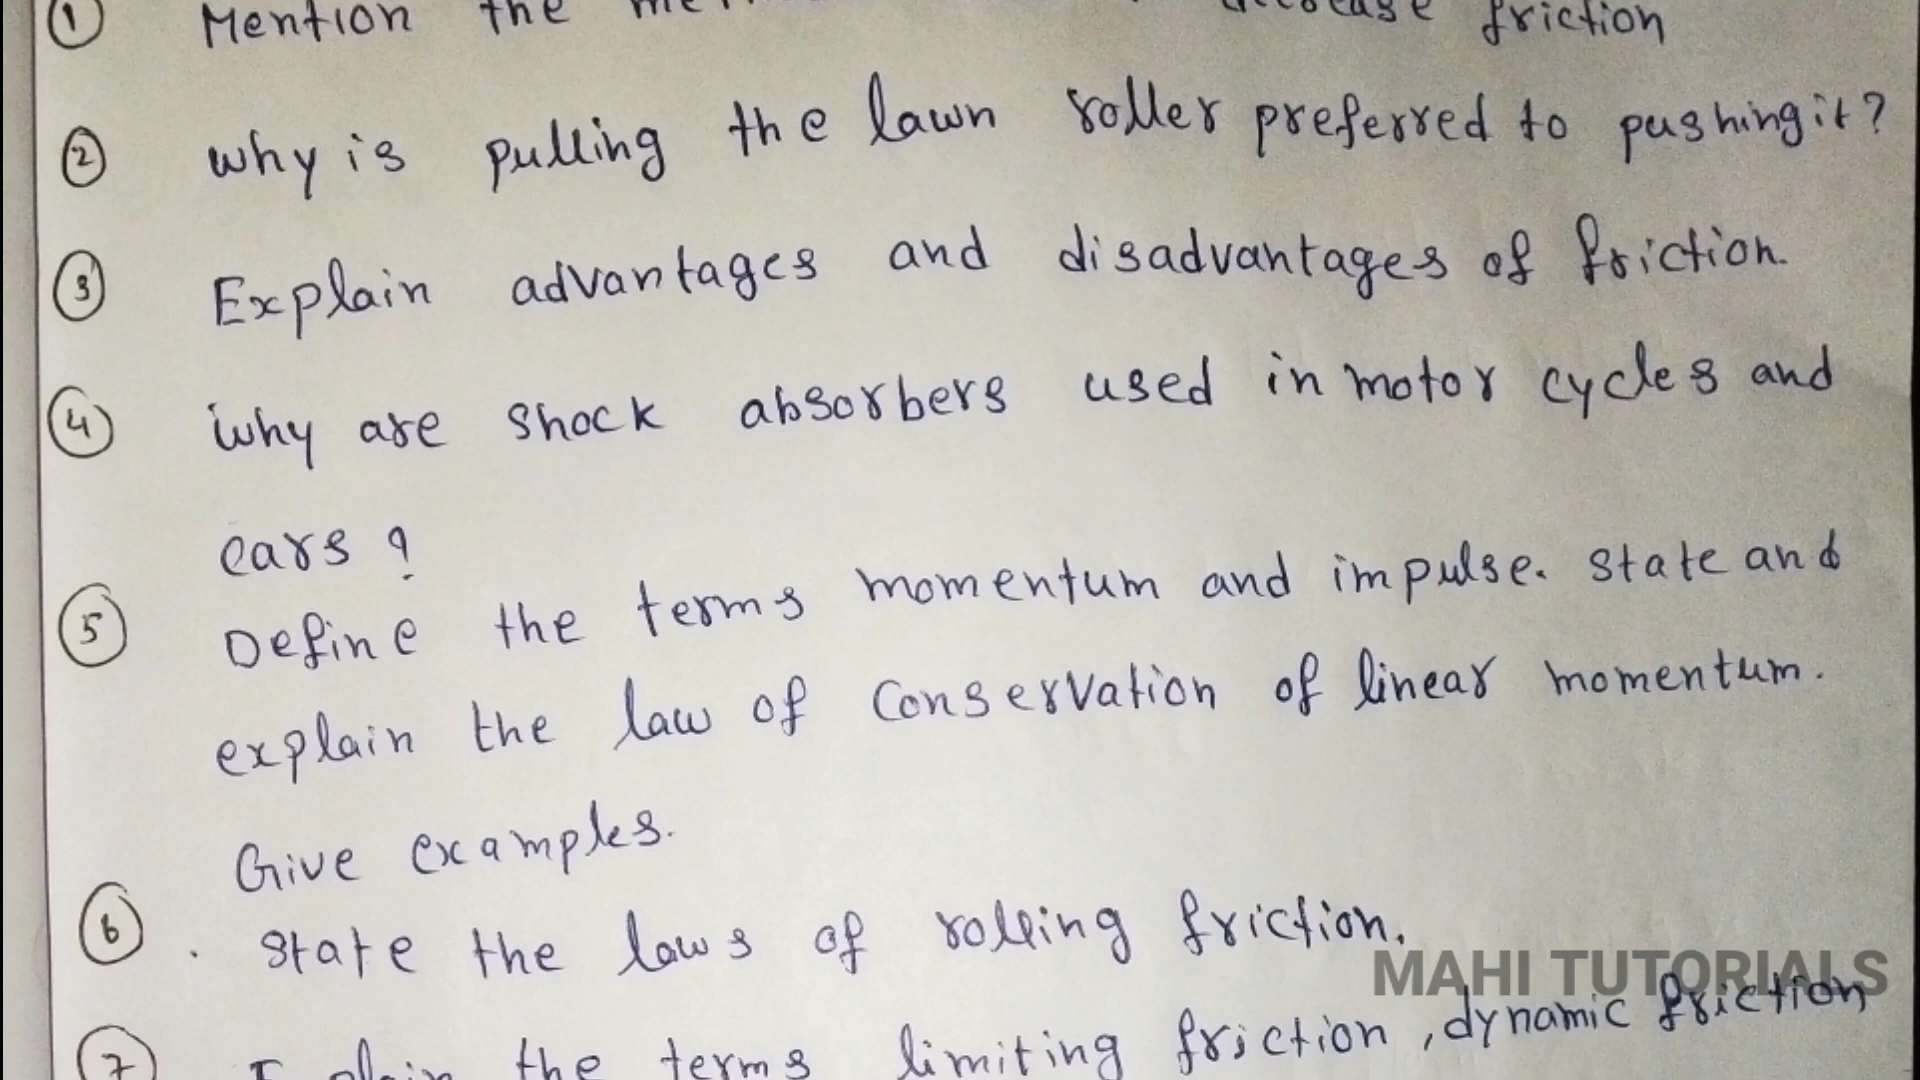 ① Mention the friction
② why is pulling the lawn roller preferred to pushing it?
③ Explain advantages and disadvantages of friction.
④ why are shock absorbers used in motor cycles and
cars?
⑤ Define the terms momentum and impulse. state and
explain the law of conservation of linear momentum.
Give examples.
⑥ . state the laws of rolling friction.
MAHI TUTORIALS
⑦ the terms limiting friction, dynamic friction